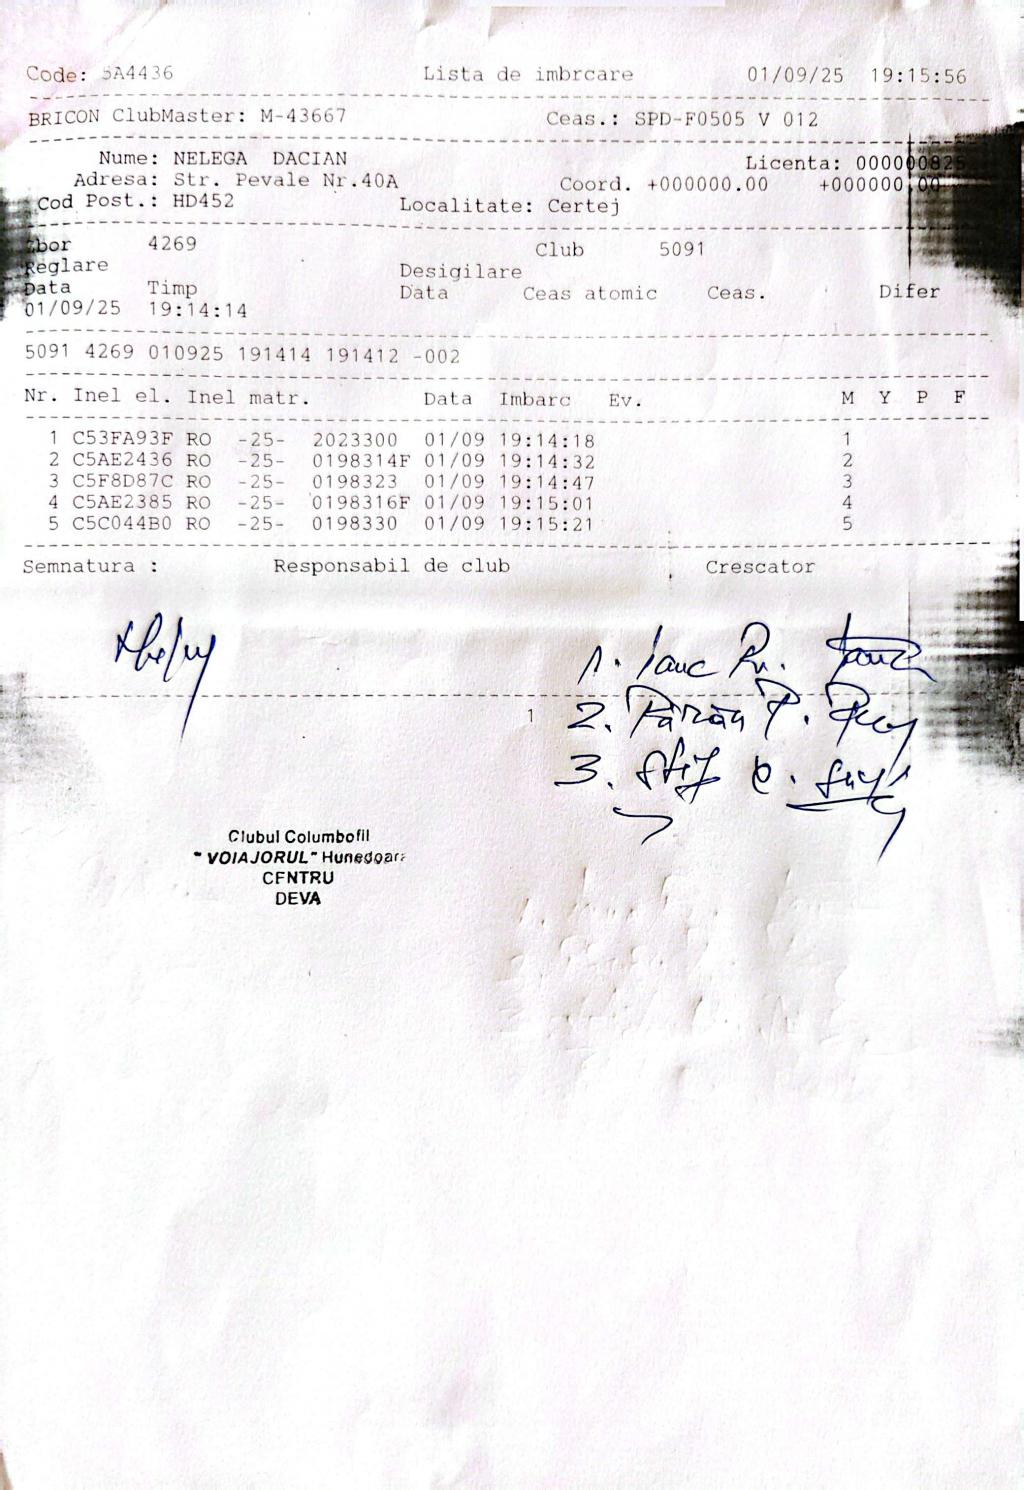 Code: 5A4436 Lista de imbrcare 01/09/25 19:15:56
BRICON ClubMaster: M-43667 Ceas.: SPD-F0505 V 012
Nume: NELEGA DACIAN Licenta: 000000825
Adresa: Str. Pevale Nr.40A Coord. +000000.00 +000000.00
Cod Post.: HD452 Localitate: Certej
Zbor 4269 Club 5091
Reglare Desigilare
Data Timp Data Ceas atomic Ceas. Difer
01/09/25 19:14:14
5091 4269 010925 191414 191412 -002
Nr. Inel el. Inel matr. Data Imbarc Ev. M Y P F
1 C53FA93F RO -25- 2023300 01/09 19:14:18 1
2 C5AE2436 RO -25- 0198314F 01/09 19:14:32 2
3 C5F8D87C RO -25- 0198323 01/09 19:14:47 3
4 C5AE2385 RO -25- 0198316F 01/09 19:15:01 4
5 C5C044B0 RO -25- 0198330 01/09 19:15:21 5
Semnatura : Responsabil de club Crescator
1. Ianc
1 2.
3.
Clubul Columbofil
"VOIAJORUL" Hunedoara
CENTRU
DEVA